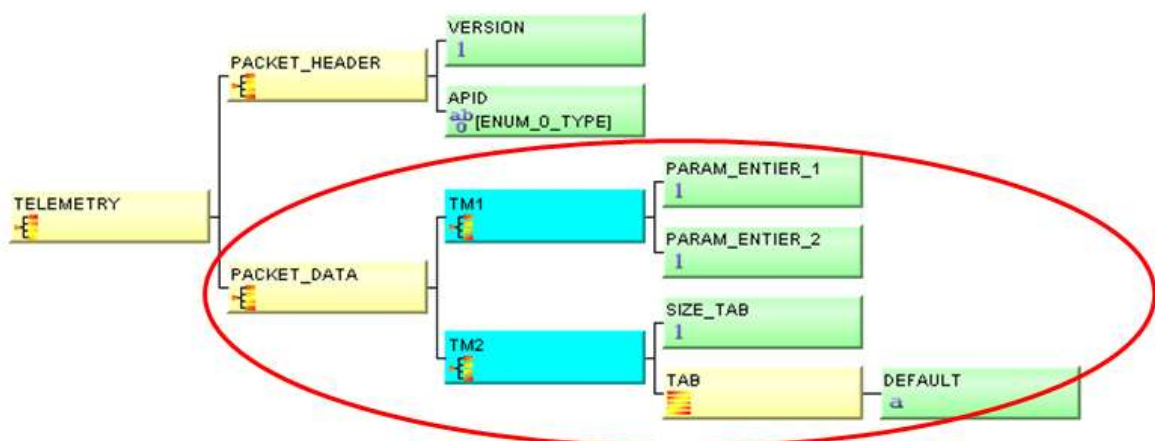 VERSION
1
PACKET_HEADER
APID
ab
0 [ENUM_0_TYPE]
PARAM_ENTIER_1
1
TELEMETRY
TM1
PARAM_ENTIER_2
1
PACKET_DATA
SIZE_TAB
1
TM2
TAB
DEFAULT
a